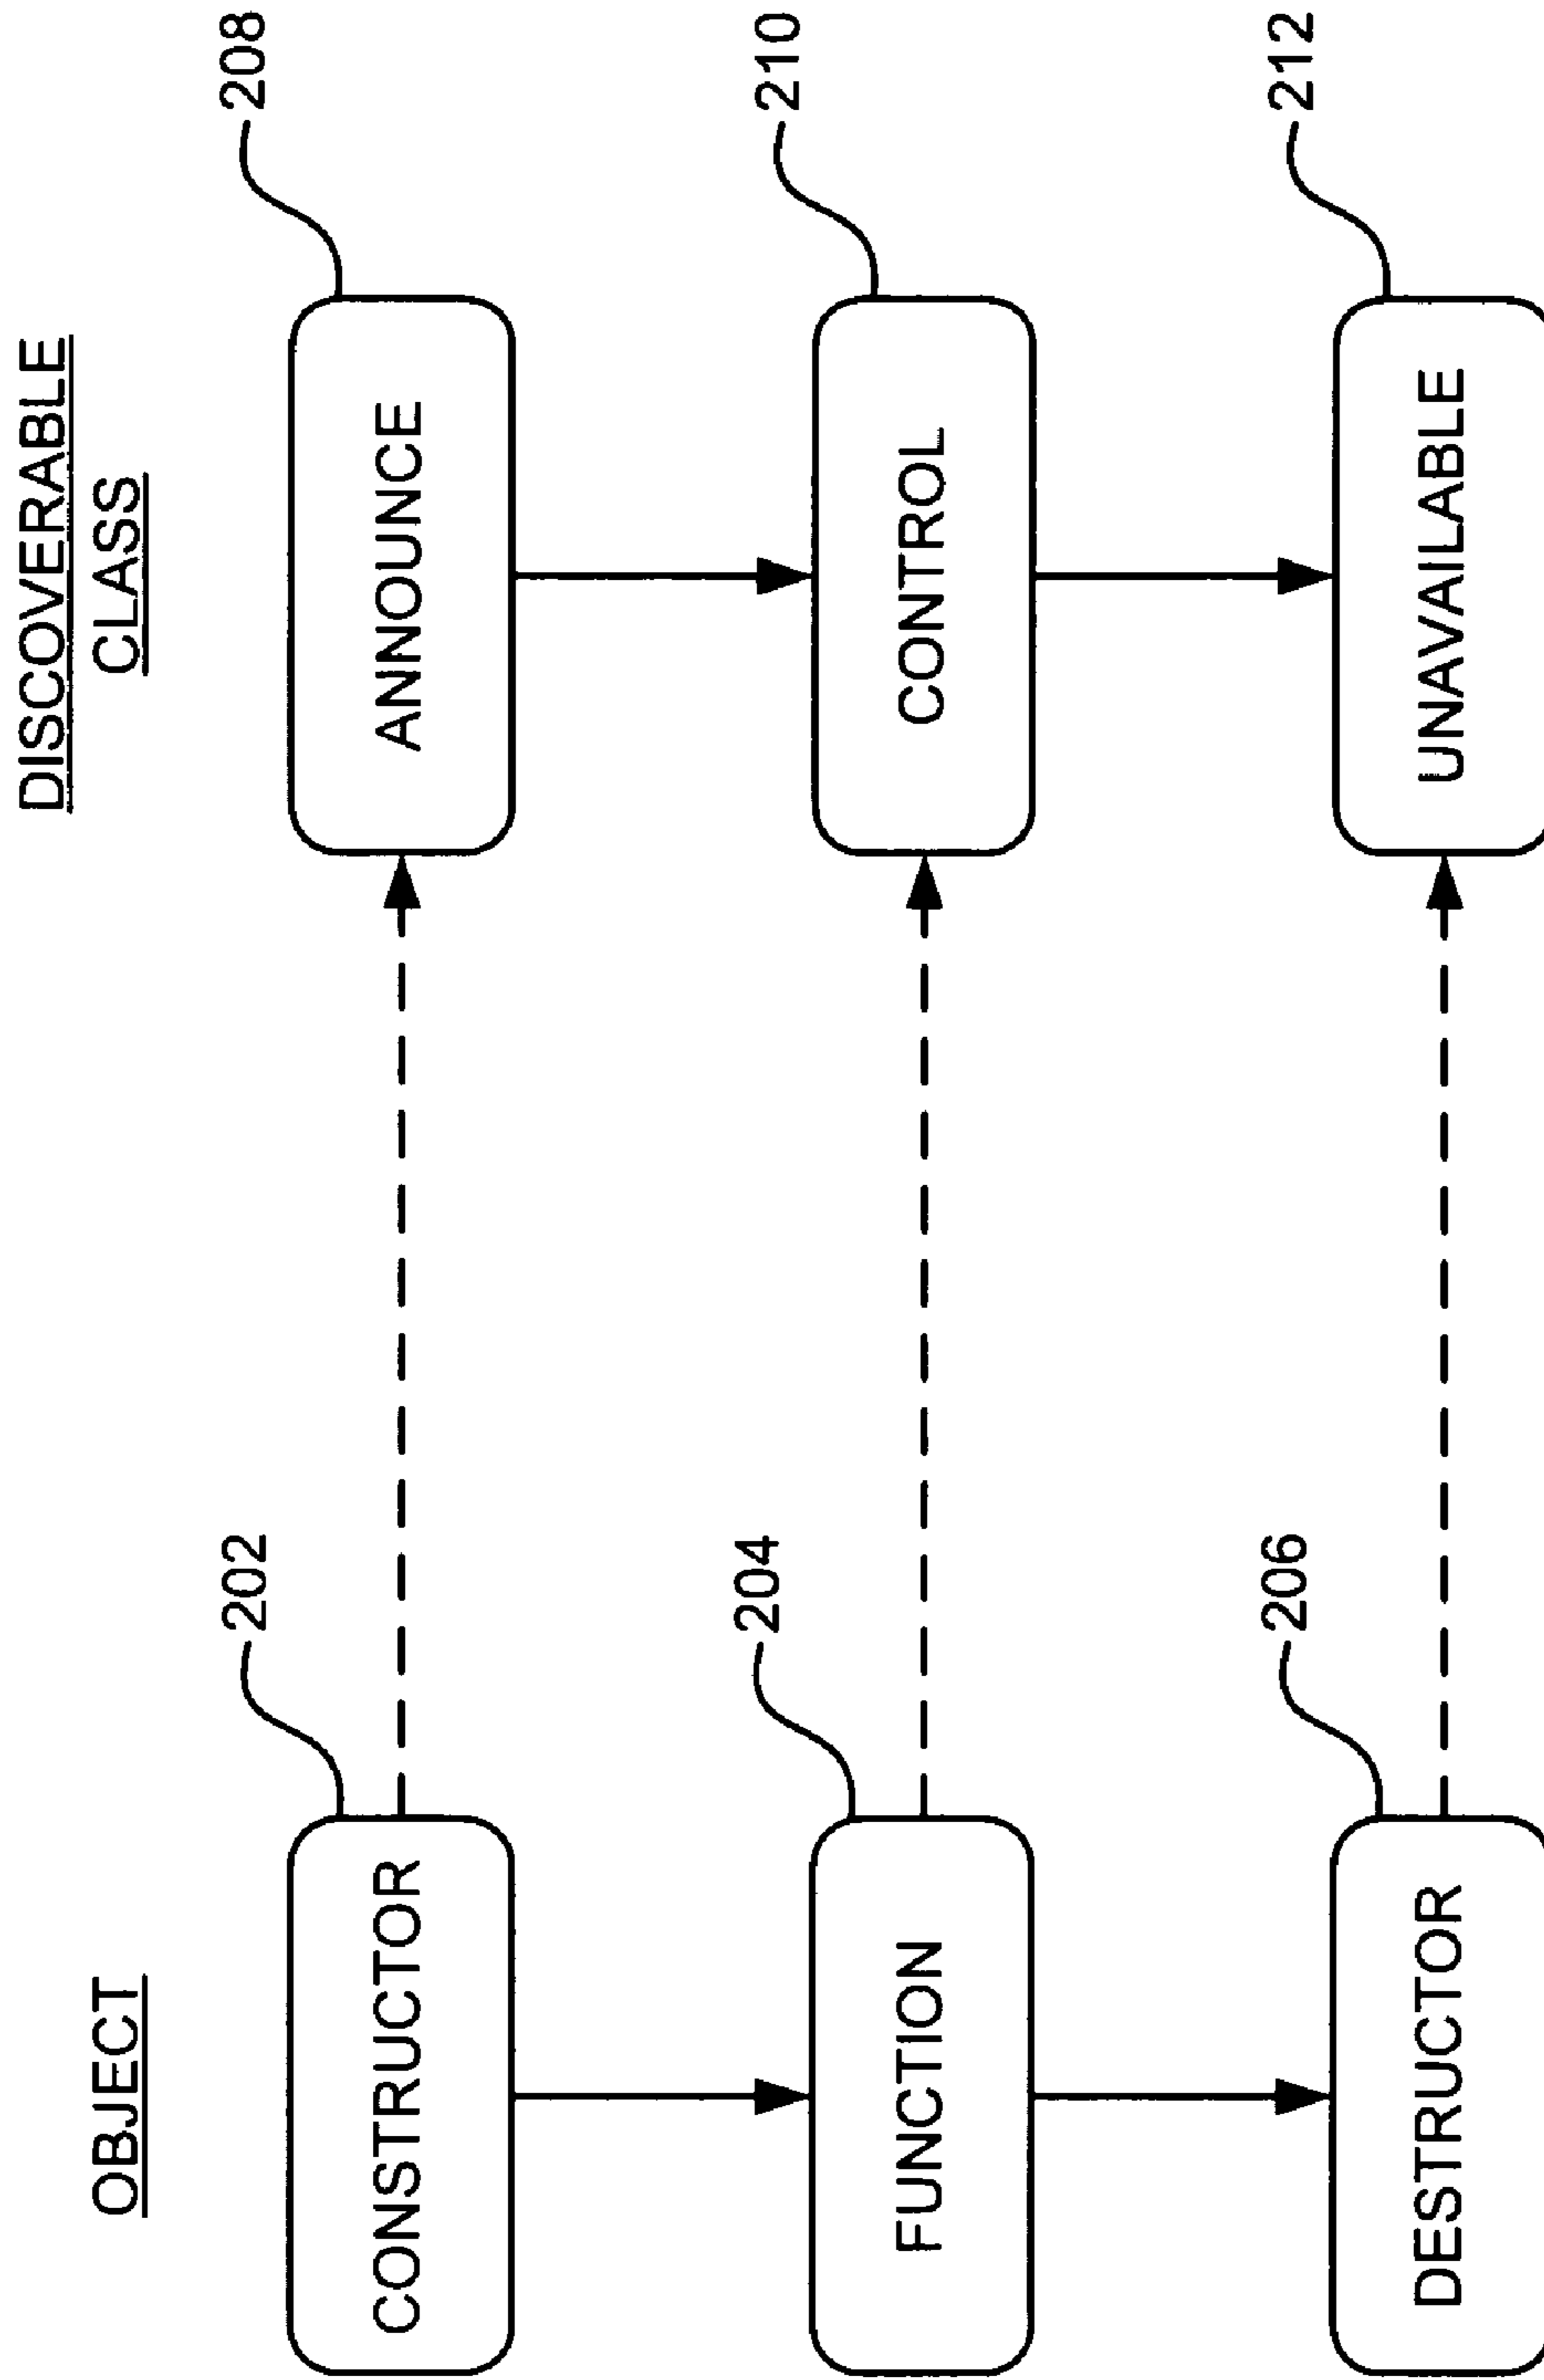 OBJECT
DISCOVERABLE
CLASS
202
208
CONSTRUCTOR
ANNOUNCE
204
210
FUNCTION
CONTROL
206
212
DESTRUCTOR
UNAVAILABLE